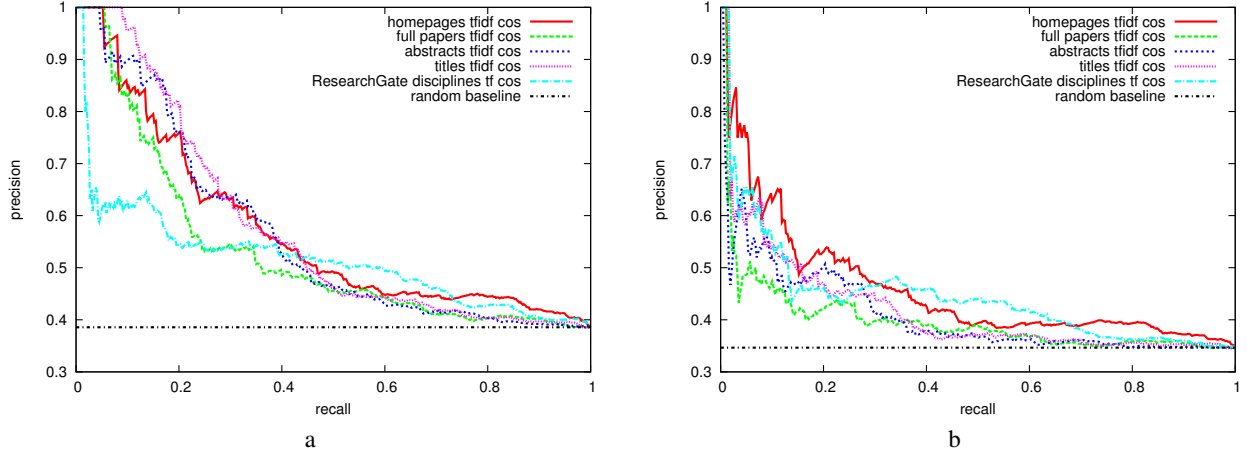 1
0.9
0.8
0.7
0.6
0.5
0.4
0.3
0
0.2
0.4
0.6
0.8
1
precision
recall
homepages tfidf cos
full papers tfidf cos
abstracts tfidf cos
titles tfidf cos
ResearchGate disciplines tf cos
random baseline
a
1
0.9
0.8
0.7
0.6
0.5
0.4
0.3
0
0.2
0.4
0.6
0.8
1
precision
recall
homepages tfidf cos
full papers tfidf cos
abstracts tfidf cos
titles tfidf cos
ResearchGate disciplines tf cos
random baseline
b